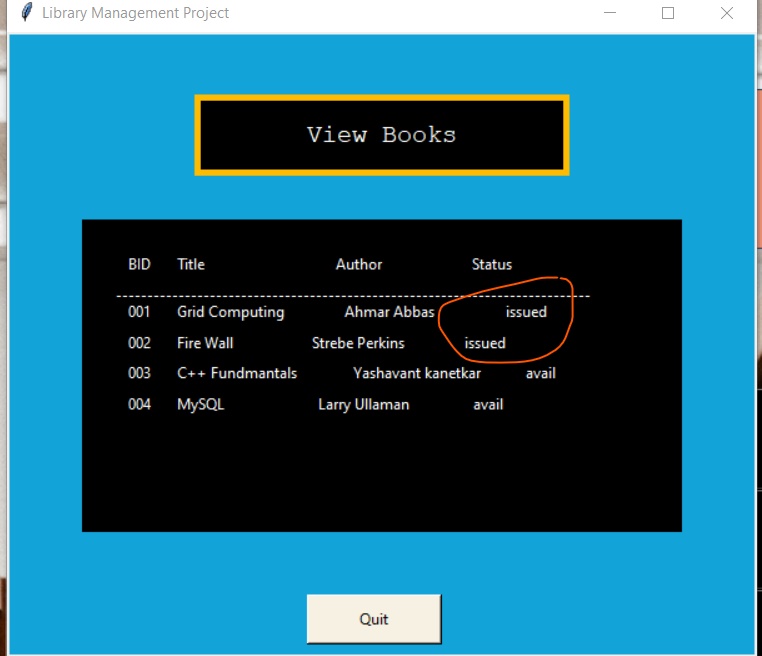 Library Management Project
View Books
BID Title Author Status
--------------------------------------------------------------------------------
001 Grid Computing Ahmar Abbas issued
002 Fire Wall Strebe Perkins issued
003 C++ Fundmantals Yashavant kanetkar avail
004 MySQL Larry Ullaman avail
Quit